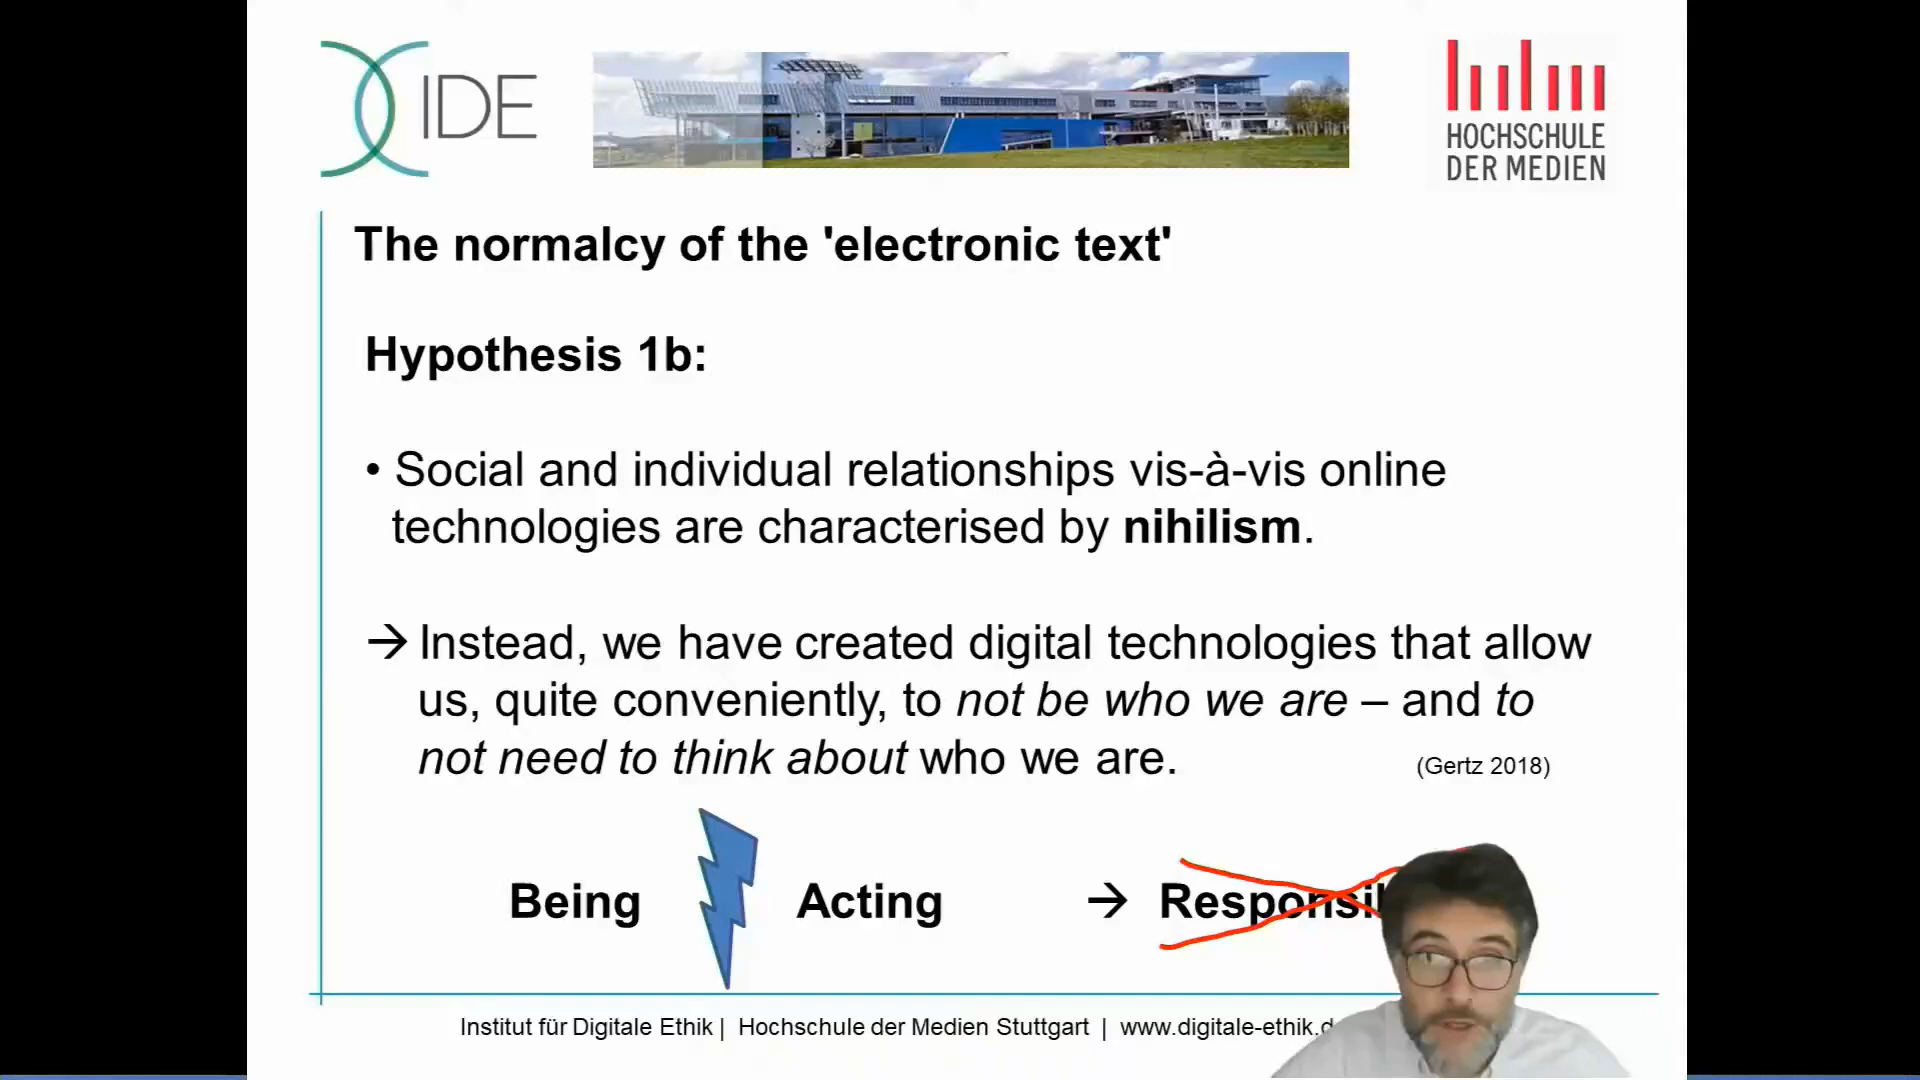 IDE
HOCHSCHULE
DER MEDIEN
The normalcy of the 'electronic text'
Hypothesis 1b:
• Social and individual relationships vis-à-vis online
technologies are characterised by nihilism.
→ Instead, we have created digital technologies that allow
us, quite conveniently, to not be who we are – and to
not need to think about who we are.
(Gertz 2018)
Being Acting →
Institut für Digitale Ethik | Hochschule der Medien Stuttgart | www.digitale-ethik.d